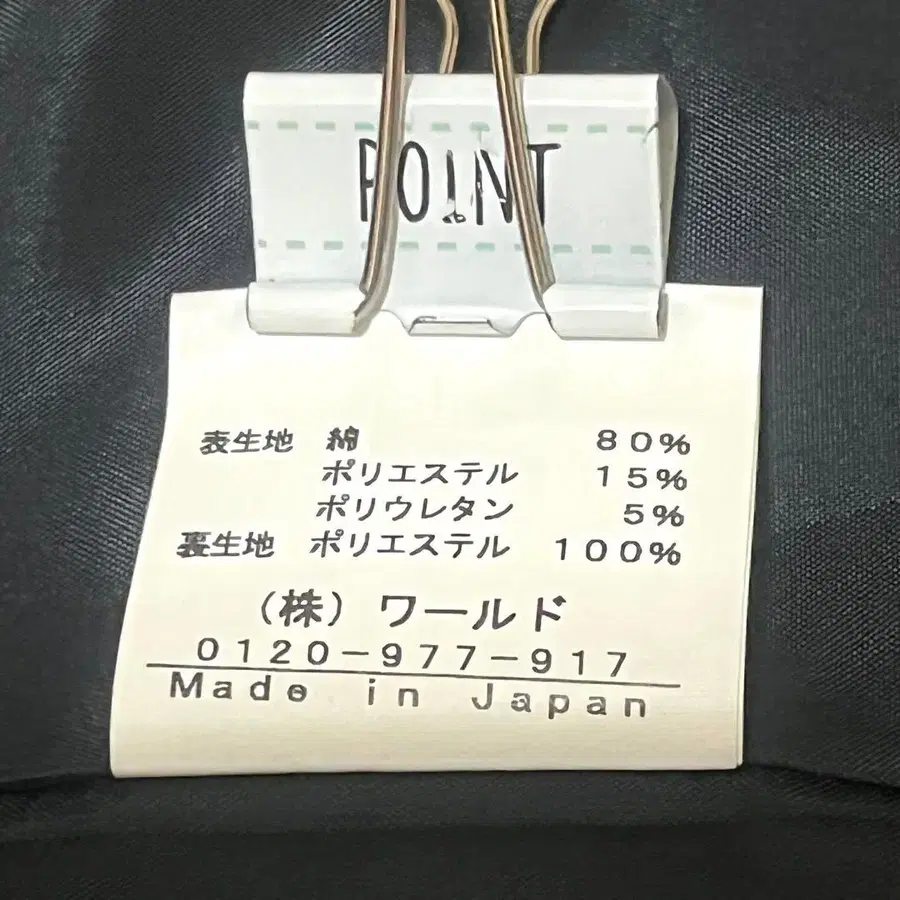 POINT
表生地 綿 80%
ポリエステル 15%
ポリウレタン 5%
裏生地 ポリエステル 100%
(株) ワールド
0120-977-917
Made in Japan